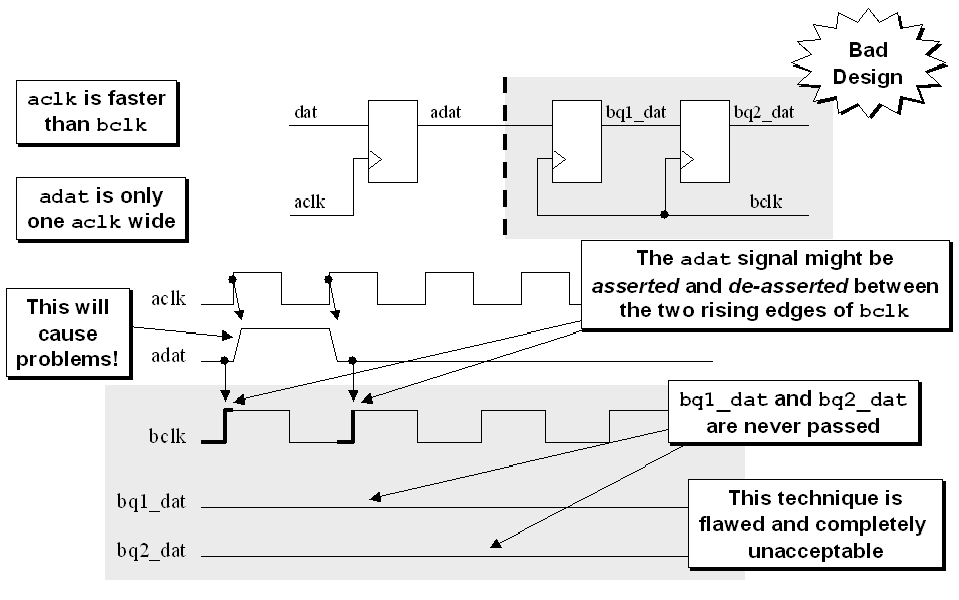 Bad
Design
aclk is faster
than bclk
dat
adat
bq1_dat
bq2_dat
adat is only
one aclk wide
aclk
bclk
The adat signal might be
asserted and de-asserted between
the two rising edges of bclk
aclk
This will
cause
problems!
adat
bq1_dat and bq2_dat
are never passed
bclk
bq1_dat
This technique is
flawed and completely
unacceptable
bq2_dat